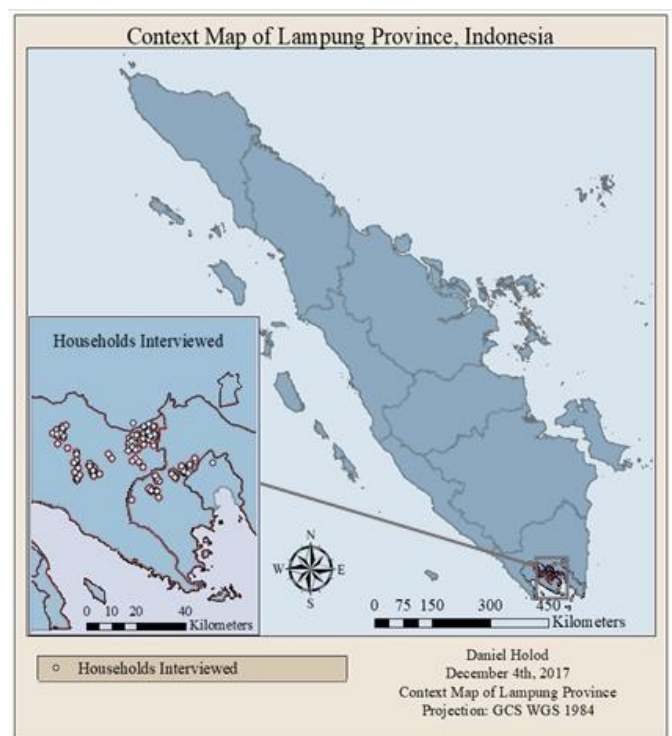 Context Map of Lampung Province, Indonesia
Households Interviewed
0 10 20 40
Kilometers
N
W E
S
0 75 150 300 450
Kilometers
Households Interviewed
Daniel Holod
December 4th, 2017
Context Map of Lampung Province
Projection: GCS WGS 1984